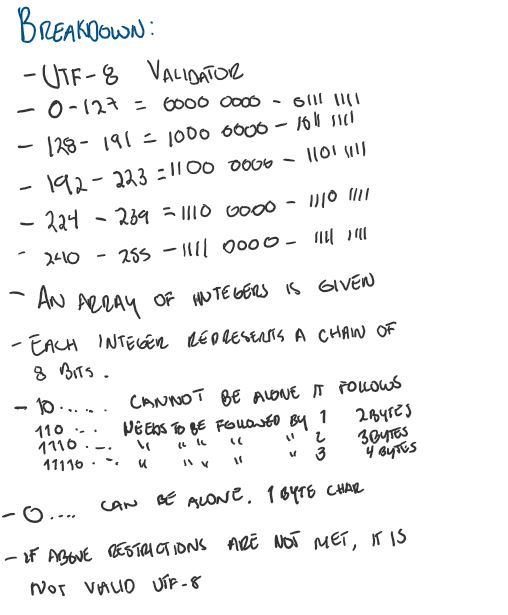 BREAKDOWN:
- UTF-8 VALIDATOR
- 0-127 = 0000 0000 - 0111 1111
- 128 - 191 = 1000 0000 - 1011 1111
- 192 - 223 = 1100 0000 - 1101 1111
- 224 - 239 = 1110 0000 - 1110 1111
- 240 - 255 - 1111 0000 - 1111 1111
- AN ARRAY OF INTEGERS IS GIVEN
- EACH INTEGER REPRESENTS A CHAIN OF
8 BITS.
- 10...... CANNOT BE ALONE IT FOLLOWS
110 ... NEEDS TO BE FOLLOWED BY 1 2 BYTES
1110 ... " " " " " 2 3 BYTES
11110 ... " " " " " 3 4 BYTES
- 0.... CAN BE ALONE. 1 BYTE CHAR
- IF ABOVE RESTRICTIONS ARE NOT MET, IT IS
NOT VALID UTF-8